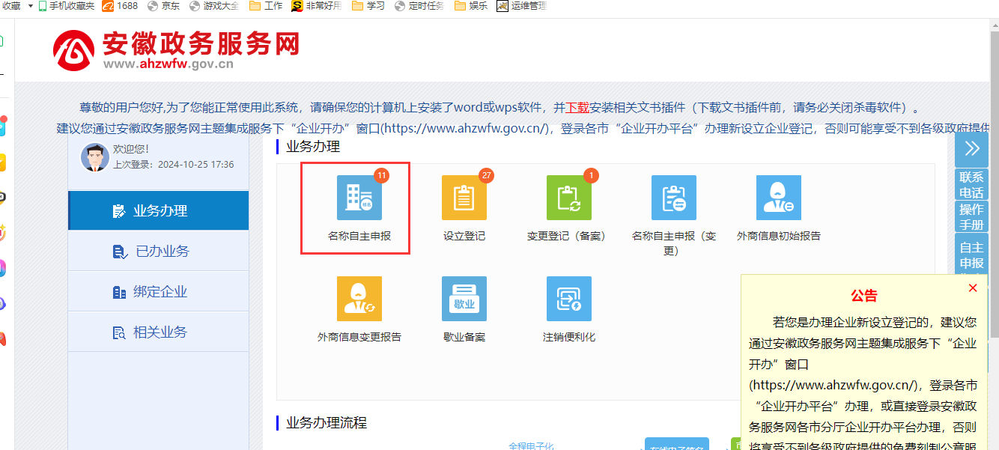 收藏 手机收藏夹 1688 京东 游戏大全 工作 非常好用 学习 定时任务 娱乐 运维管理
安徽政务服务网
www.ahzwfw.gov.cn
尊敬的用户您好,为了您能正常使用此系统，请确保您的计算机上安装了word或wps软件，并下载安装相关文书插件（下载文书插件前，请务必关闭杀毒软件）。
建议您通过安徽政务服务网主题集成服务下“企业开办”窗口(https://www.ahzwfw.gov.cn/)，登录各市“企业开办平台”办理新设立企业登记，否则可能享受不到各级政府提供
欢迎您！
上次登录：2024-10-25 17:36
业务办理
已办业务
绑定企业
相关业务
业务办理
11 27 1
名称自主申报 设立登记 变更登记（备案） 名称自主申报（变 外商信息初始报告
更）
歇业
外商信息变更报告 歇业备案 注销便利化
业务办理流程
全程电子化
在线电子签名
市
联系
电话
操作
手册
自主
申报
公告
若您是办理企业新设立登记的，建议您
通过安徽政务服务网主题集成服务下“企业
开办”窗口
(https://www.ahzwfw.gov.cn/)，登录各市
“企业开办平台”办理，或直接登录安徽政
务服务网各市分厅企业开办平台办理，否则
将享受不到各级政府提供的免费刻制公章服